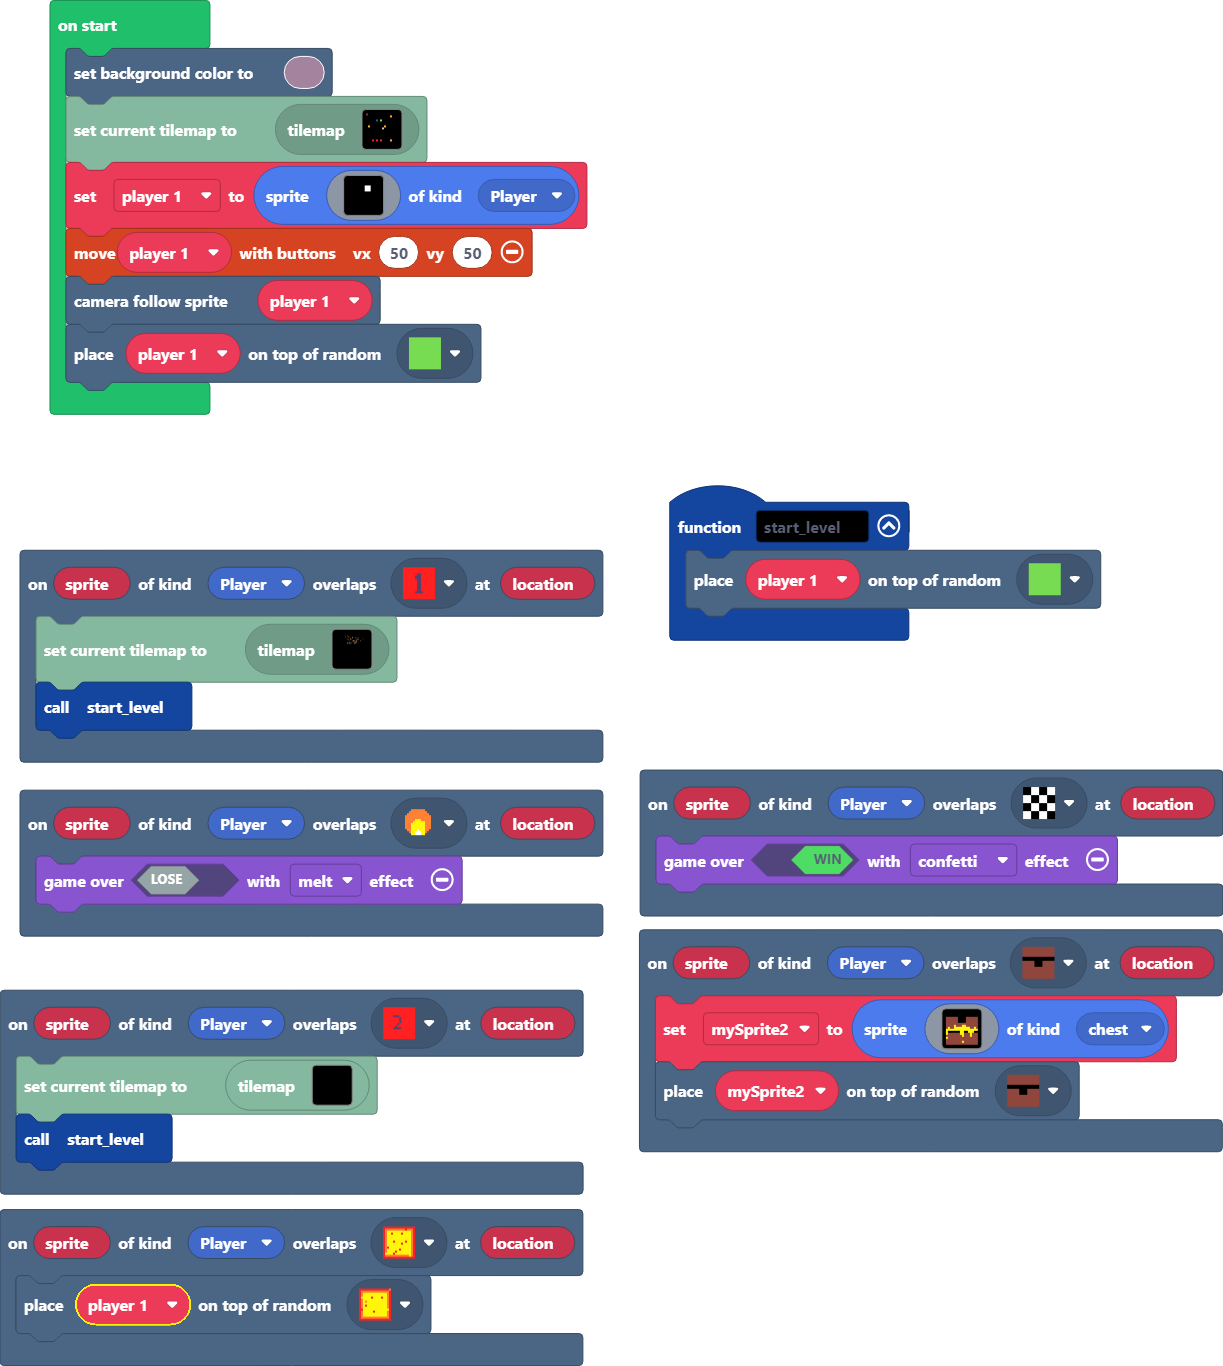 on start
set background color to
set current tilemap to tilemap
set player 1 to sprite of kind Player
move player 1 with buttons vx 50 vy 50
camera follow sprite player 1
place player 1 on top of random
function start_level
place player 1 on top of random
on sprite of kind Player overlaps 1 at location
set current tilemap to tilemap
call start_level
on sprite of kind Player overlaps at location
game over LOSE with melt effect
on sprite of kind Player overlaps at location
game over WIN with confetti effect
on sprite of kind Player overlaps at location
set mySprite2 to sprite of kind chest
place mySprite2 on top of random
on sprite of kind Player overlaps 2 at location
set current tilemap to tilemap
call start_level
on sprite of kind Player overlaps at location
place player 1 on top of random